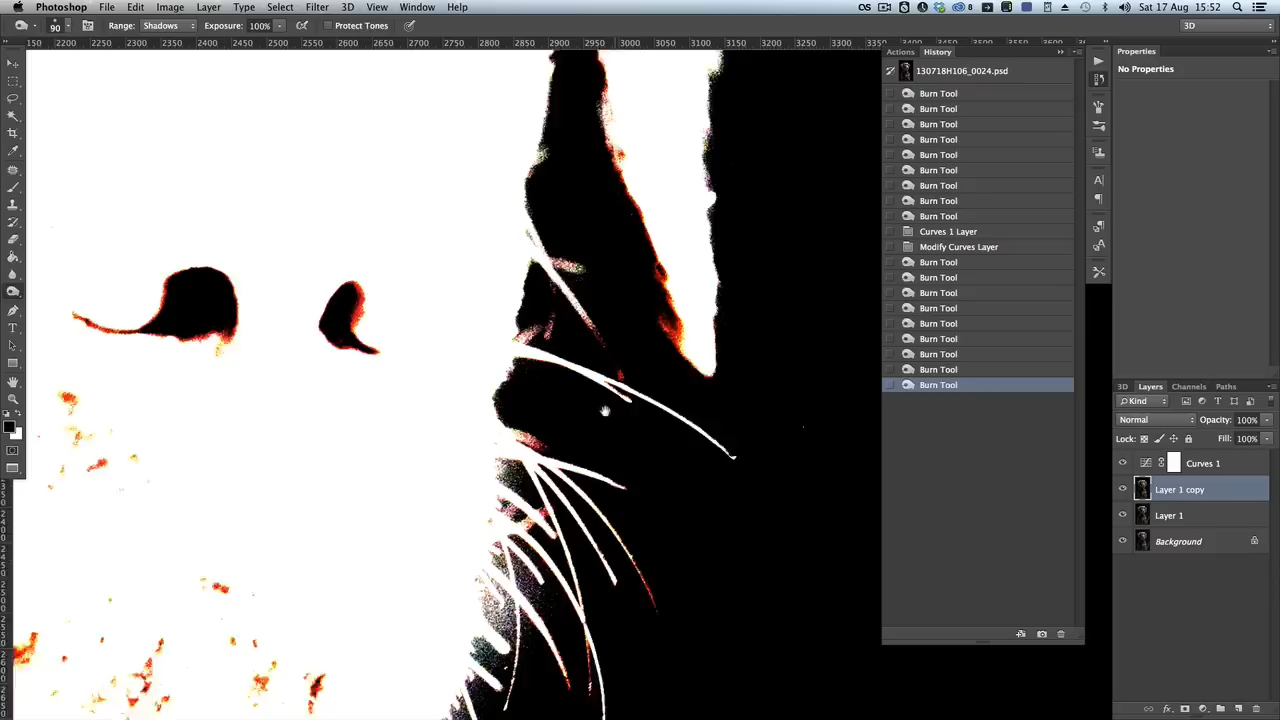 Photoshop File Edit Image Layer Type Select Filter 3D View Window Help
6 Sat 17 Aug 15:52
90 Range: Shadows Exposure: 100% Protect Tones 3D
150 2200 2250 2300 2350 2400 2450 2500 2550 2600 2650 2700 2750 2800 2850 2900 2950 3000 3050 3100 3150 3200 3250 3300 3350
Actions History
130718H106_0024.psd
Burn Tool
Burn Tool
Burn Tool
Burn Tool
Burn Tool
Burn Tool
Burn Tool
Burn Tool
Burn Tool
Curves 1 Layer
Modify Curves Layer
Burn Tool
Burn Tool
Burn Tool
Burn Tool
Burn Tool
Burn Tool
Burn Tool
Burn Tool
Burn Tool
Properties
No Properties
3D Layers Channels Paths
Kind
Normal Opacity: 100%
Lock: Fill: 100%
Curves 1
Layer 1 copy
Layer 1
Background